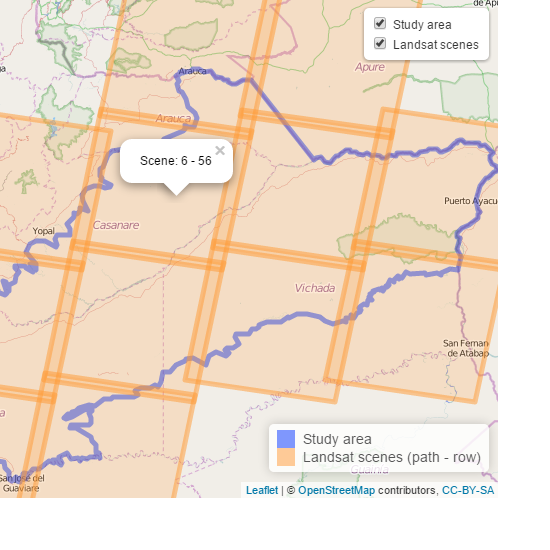 de Apu
Study area
Landsat scenes
Apure
Arauca
Arauca
×
Scene: 6 - 56
Puerto Ayacu
Casanare
Yopal
Vichada
San Fernan
de Atabap
Study area
Landsat scenes (path - row)
Guainía
San José del
Guaviare
Leaflet | © OpenStreetMap contributors, CC-BY-SA